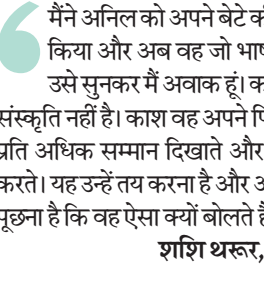 मैंने अनिल को अपने बेटे की
किया और अब वह जो भाष
उसे सुनकर मैं अवाक हूं। क
संस्कृति नहीं है। काश वह अपने पि
प्रति अधिक सम्मान दिखाते और
करते। यह उन्हें तय करना है और अ
पूछना है कि वह ऐसा क्यों बोलते है
शशि थरूर,